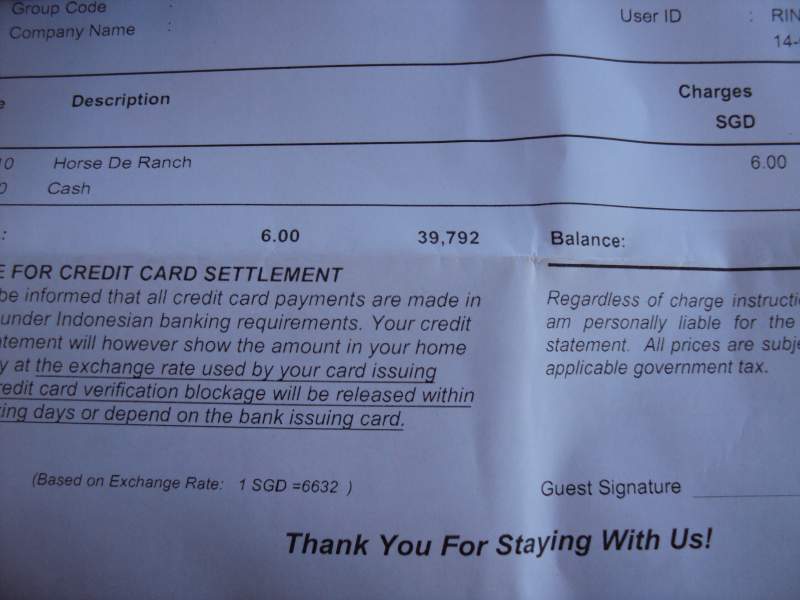 Group Code :
Company Name :
User ID : RIN
14-
Description
Charges
SGD
Horse De Ranch 6.00
Cash
: 6.00 39,792 Balance:
E FOR CREDIT CARD SETTLEMENT
be informed that all credit card payments are made in
under Indonesian banking requirements. Your credit
atement will however show the amount in your home
y at the exchange rate used by your card issuing
redit card verification blockage will be released within
king days or depend on the bank issuing card.
Regardless of charge instructi
am personally liable for the
statement. All prices are subje
applicable government tax.
(Based on Exchange Rate: 1 SGD =6632 )
Guest Signature
Thank You For Staying With Us!